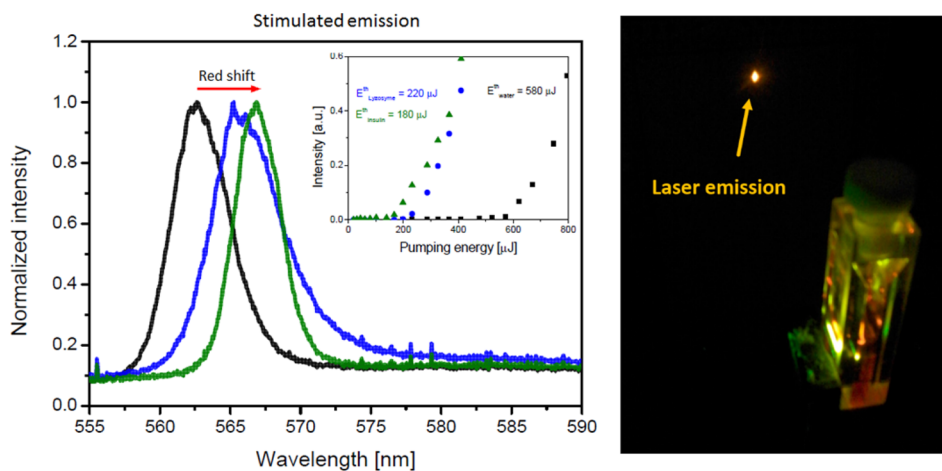 Stimulated emission
Normalized intensity
1.2
1.0
0.8
0.6
0.4
0.2
0.0
555 560 565 570 575 580 585 590
Wavelength [nm]
Red shift
Intensity [a.u.]
0.6
0.4
0.2
0.0
0 200 400 600 800
Pumping energy [µJ]
E^th_Lyzosyme = 220 µJ
E^th_insulin = 180 µJ
E^th_water = 580 µJ
Laser emission